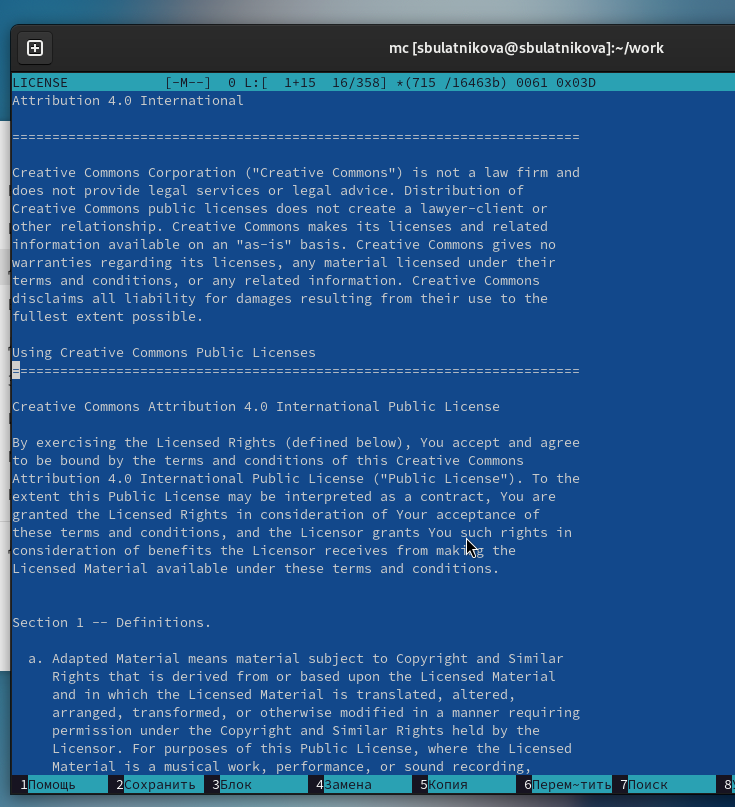 mc [sbulatnikova@sbulatnikova]:~/work
LICENSE [-M--] 0 L:[ 1+15 16/358] *(715 /16463b) 0061 0x03D
Attribution 4.0 International
=======================================================================
Creative Commons Corporation ("Creative Commons") is not a law firm and
does not provide legal services or legal advice. Distribution of
Creative Commons public licenses does not create a lawyer-client or
other relationship. Creative Commons makes its licenses and related
information available on an "as-is" basis. Creative Commons gives no
warranties regarding its licenses, any material licensed under their
terms and conditions, or any related information. Creative Commons
disclaims all liability for damages resulting from their use to the
fullest extent possible.
Using Creative Commons Public Licenses
=======================================================================
Creative Commons Attribution 4.0 International Public License
By exercising the Licensed Rights (defined below), You accept and agree
to be bound by the terms and conditions of this Creative Commons
Attribution 4.0 International Public License ("Public License"). To the
extent this Public License may be interpreted as a contract, You are
granted the Licensed Rights in consideration of Your acceptance of
these terms and conditions, and the Licensor grants You such rights in
consideration of benefits the Licensor receives from making the
Licensed Material available under these terms and conditions.
Section 1 -- Definitions.
a. Adapted Material means material subject to Copyright and Similar
Rights that is derived from or based upon the Licensed Material
and in which the Licensed Material is translated, altered,
arranged, transformed, or otherwise modified in a manner requiring
permission under the Copyright and Similar Rights held by the
Licensor. For purposes of this Public License, where the Licensed
Material is a musical work, performance, or sound recording,
1Помощь 2Сохранить 3Блок 4Замена 5Копия 6Перем~тить 7Поиск 8